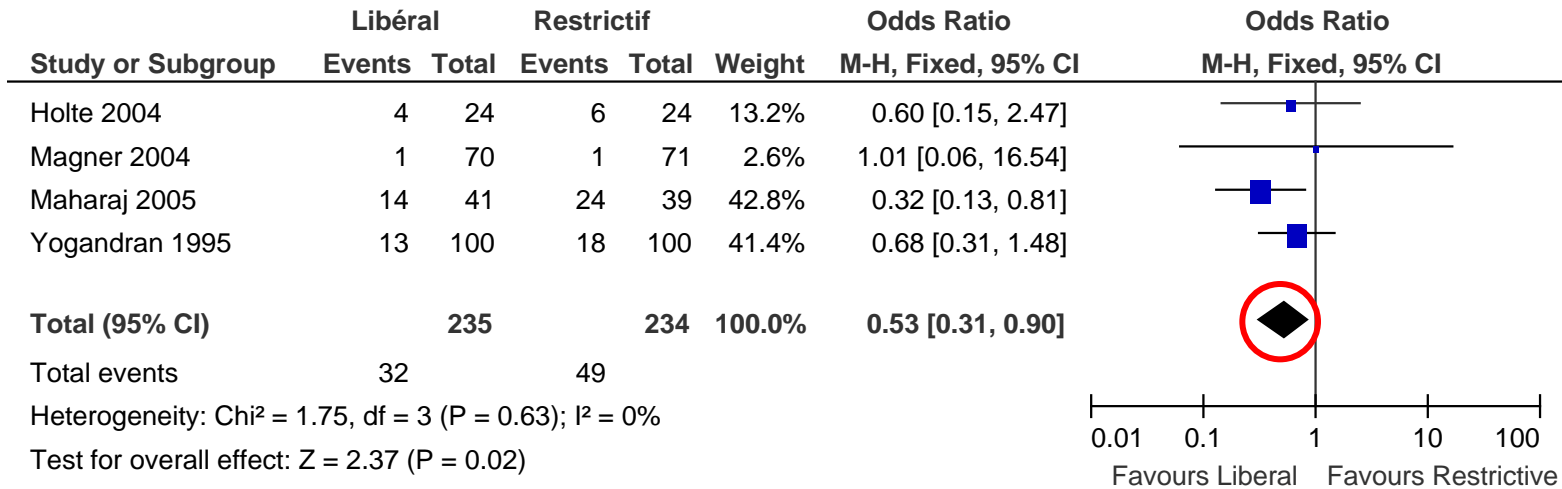 Libéral Restrictif Odds Ratio Odds Ratio
Study or Subgroup Events Total Events Total Weight M-H, Fixed, 95% CI M-H, Fixed, 95% CI
Holte 2004 4 24 6 24 13.2% 0.60 [0.15, 2.47]
Magner 2004 1 70 1 71 2.6% 1.01 [0.06, 16.54]
Maharaj 2005 14 41 24 39 42.8% 0.32 [0.13, 0.81]
Yogandran 1995 13 100 18 100 41.4% 0.68 [0.31, 1.48]
Total (95% CI) 235 234 100.0% 0.53 [0.31, 0.90]
Total events 32 49
Heterogeneity: Chi² = 1.75, df = 3 (P = 0.63); I² = 0%
Test for overall effect: Z = 2.37 (P = 0.02)
0.01 0.1 1 10 100
Favours Liberal Favours Restrictive